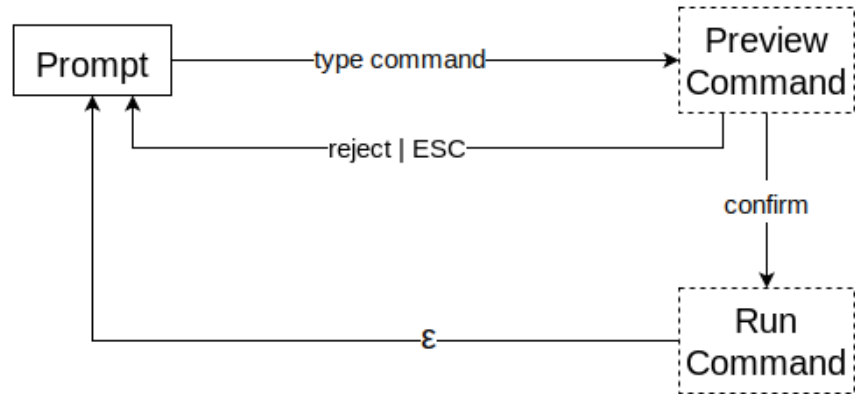 Prompt
type command
Preview
Command
reject | ESC
confirm
ε
Run
Command